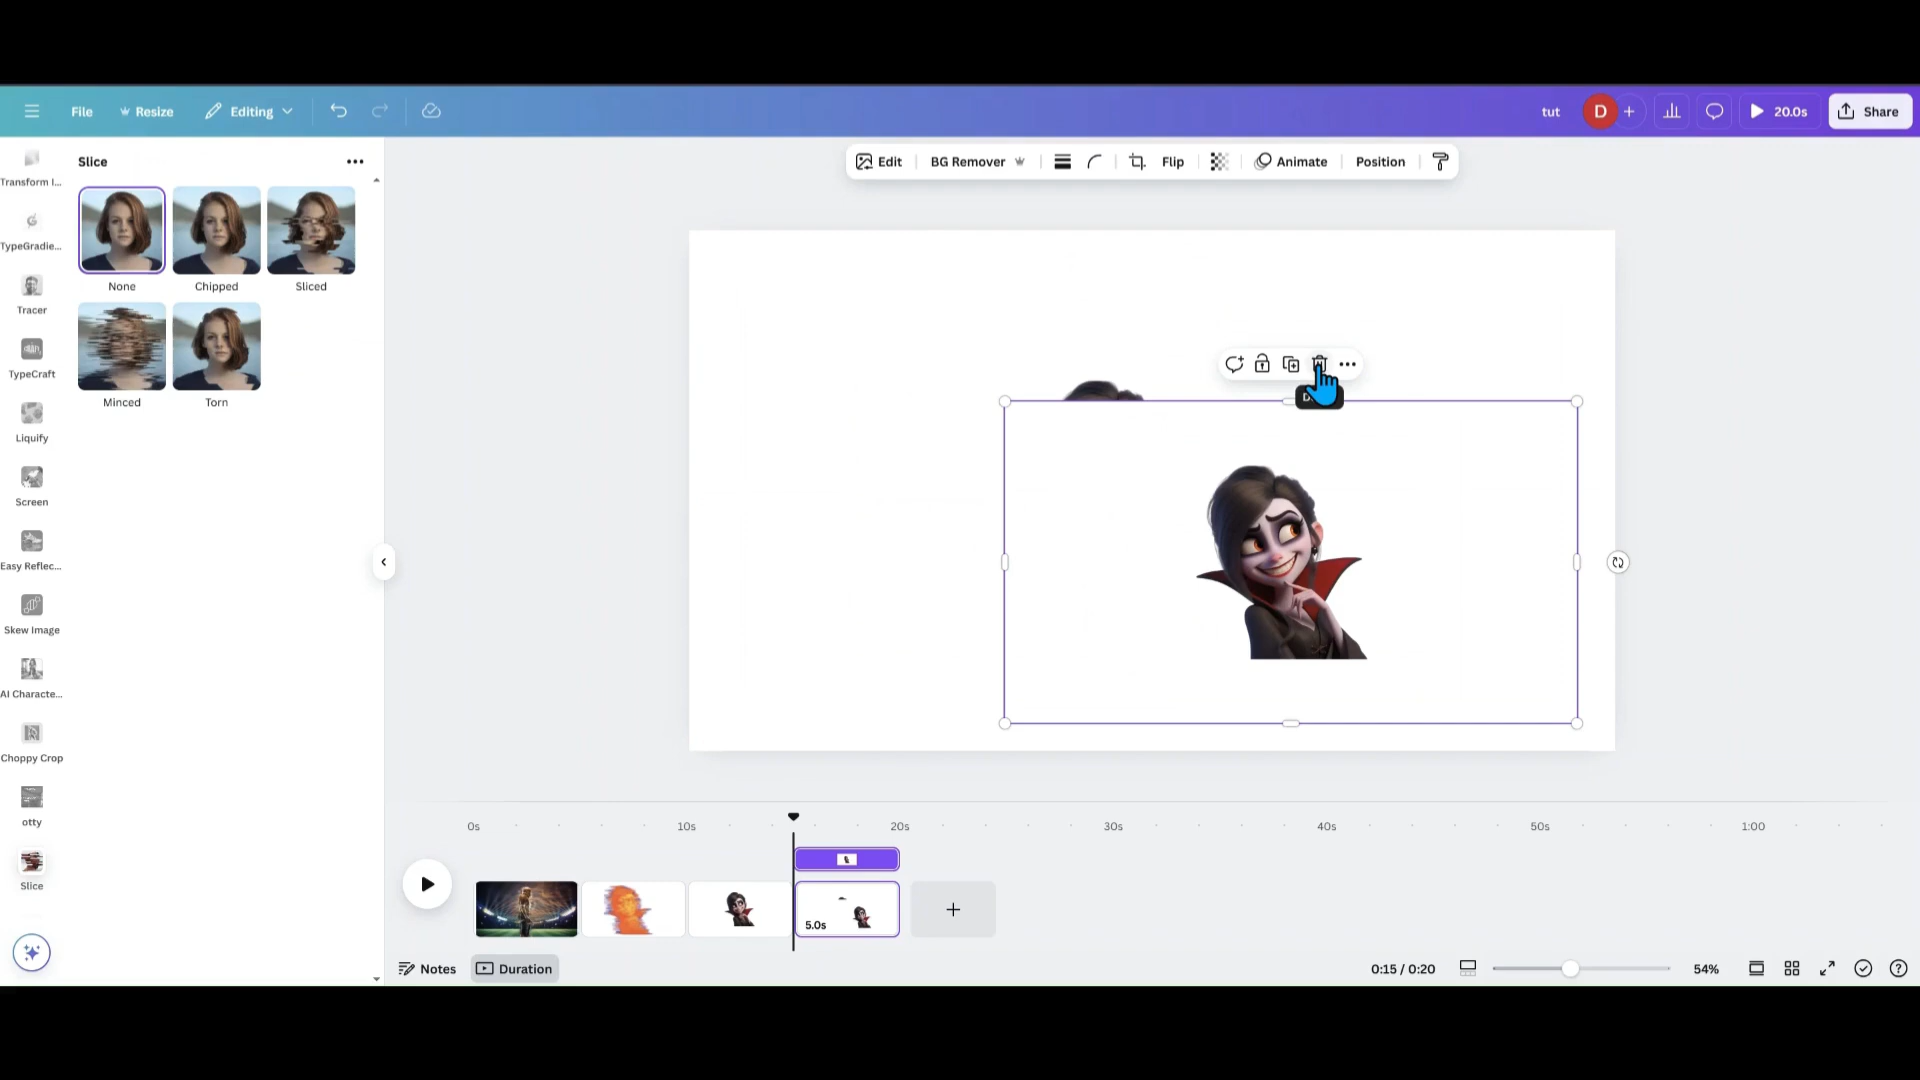 File
Resize
Editing
tut
D
20.0s
Share
Slice
Edit
BG Remover
Flip
Animate
Position
Transform I...
TypeGradie...
Tracer
TypeCraft
Liquify
Screen
Easy Reflec...
Skew Image
AI Characte...
Choppy Crop
otty
Slice
None
Chipped
Sliced
Minced
Torn
0s
10s
20s
30s
40s
50s
1:00
5.0s
Notes
Duration
0:15 / 0:20
54%